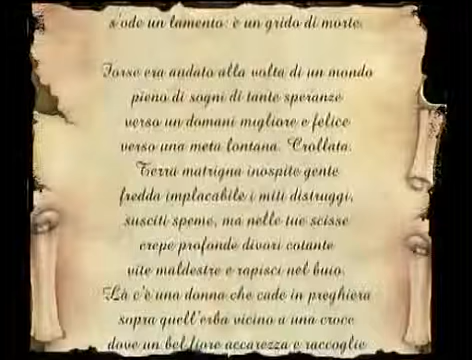 s'ode un lamento: è un grido di morte.
Forse era andato alla volta di un mondo
pieno di sogni di tante speranze
verso un domani migliore e felice
verso una meta lontana. Crollata.
Terra matrigna inospite gente
fredda implacabile i miti distruggi,
susciti speme, ma nelle tue scisse
crepe profonde divori cotante
vite maldestre e rapisci nel buio.
Là c'è una donna che cade in preghiera
sopra quell'erba vicino a una croce
dove un bel fiore accarezza e raccoglie